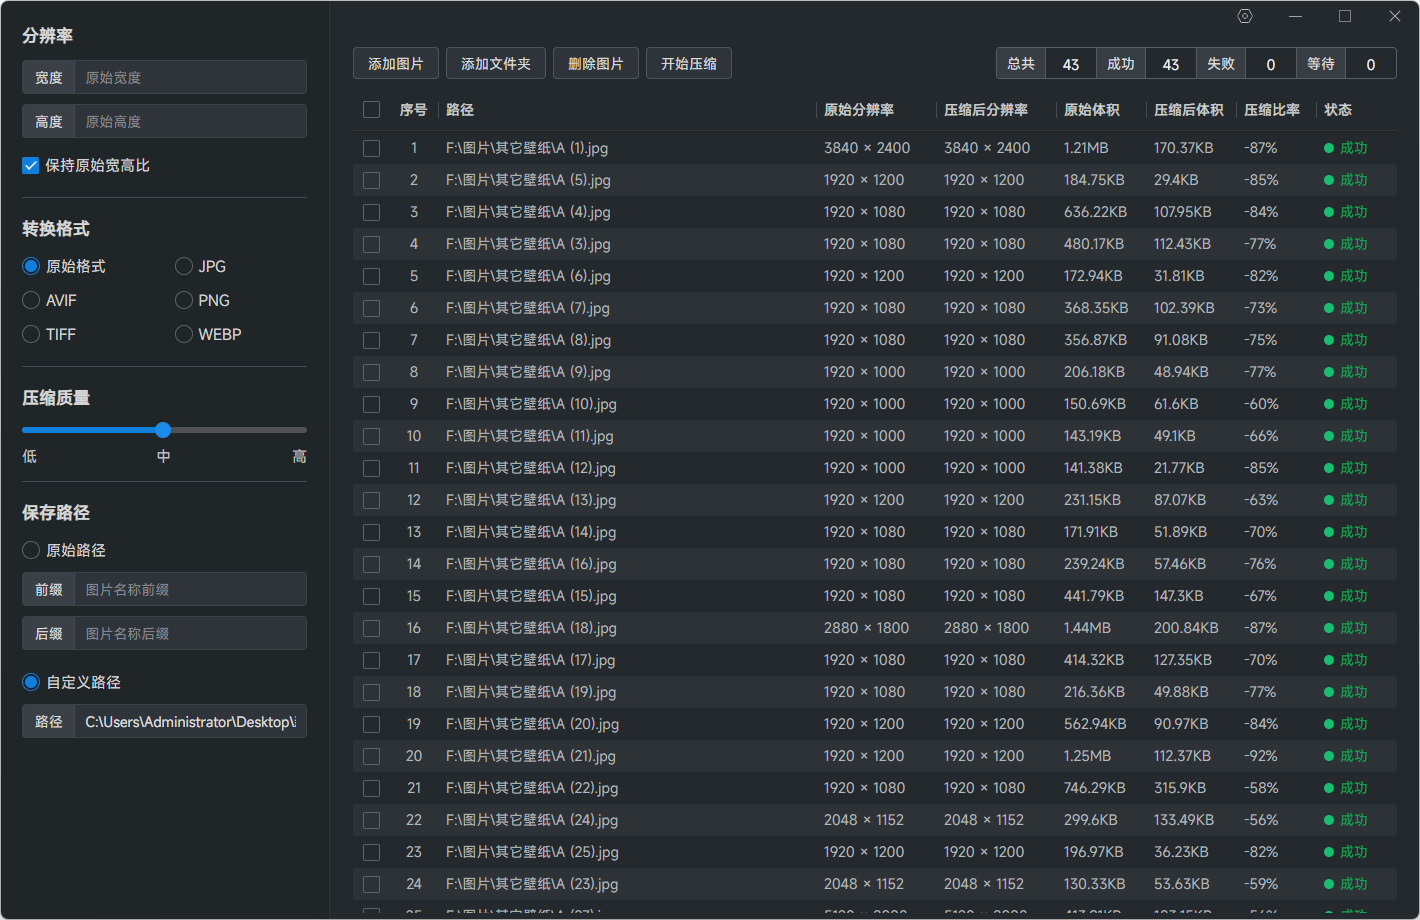 分辨率
宽度 原始宽度
高度 原始高度
保持原始宽高比
转换格式
原始格式 JPG
AVIF PNG
TIFF WEBP
压缩质量
低 中 高
保存路径
原始路径
前缀 图片名称前缀
后缀 图片名称后缀
自定义路径
路径 C:\Users\Administrator\Desktop\i
添加图片 添加文件夹 删除图片 开始压缩 总共 43 成功 43 失败 0 等待 0
序号 路径 原始分辨率 压缩后分辨率 原始体积 压缩后体积 压缩比率 状态
1 F:\图片\其它壁纸\A (1).jpg 3840 × 2400 3840 × 2400 1.21MB 170.37KB -87% 成功
2 F:\图片\其它壁纸\A (5).jpg 1920 × 1200 1920 × 1200 184.75KB 29.4KB -85% 成功
3 F:\图片\其它壁纸\A (4).jpg 1920 × 1080 1920 × 1080 636.22KB 107.95KB -84% 成功
4 F:\图片\其它壁纸\A (3).jpg 1920 × 1080 1920 × 1080 480.17KB 112.43KB -77% 成功
5 F:\图片\其它壁纸\A (6).jpg 1920 × 1200 1920 × 1200 172.94KB 31.81KB -82% 成功
6 F:\图片\其它壁纸\A (7).jpg 1920 × 1080 1920 × 1080 368.35KB 102.39KB -73% 成功
7 F:\图片\其它壁纸\A (8).jpg 1920 × 1080 1920 × 1080 356.87KB 91.08KB -75% 成功
8 F:\图片\其它壁纸\A (9).jpg 1920 × 1000 1920 × 1000 206.18KB 48.94KB -77% 成功
9 F:\图片\其它壁纸\A (10).jpg 1920 × 1000 1920 × 1000 150.69KB 61.6KB -60% 成功
10 F:\图片\其它壁纸\A (11).jpg 1920 × 1000 1920 × 1000 143.19KB 49.1KB -66% 成功
11 F:\图片\其它壁纸\A (12).jpg 1920 × 1000 1920 × 1000 141.38KB 21.77KB -85% 成功
12 F:\图片\其它壁纸\A (13).jpg 1920 × 1200 1920 × 1200 231.15KB 87.07KB -63% 成功
13 F:\图片\其它壁纸\A (14).jpg 1920 × 1080 1920 × 1080 171.91KB 51.89KB -70% 成功
14 F:\图片\其它壁纸\A (16).jpg 1920 × 1080 1920 × 1080 239.24KB 57.46KB -76% 成功
15 F:\图片\其它壁纸\A (15).jpg 1920 × 1080 1920 × 1080 441.79KB 147.3KB -67% 成功
16 F:\图片\其它壁纸\A (18).jpg 2880 × 1800 2880 × 1800 1.44MB 200.84KB -87% 成功
17 F:\图片\其它壁纸\A (17).jpg 1920 × 1080 1920 × 1080 414.32KB 127.35KB -70% 成功
18 F:\图片\其它壁纸\A (19).jpg 1920 × 1080 1920 × 1080 216.36KB 49.88KB -77% 成功
19 F:\图片\其它壁纸\A (20).jpg 1920 × 1200 1920 × 1200 562.94KB 90.97KB -84% 成功
20 F:\图片\其它壁纸\A (21).jpg 1920 × 1200 1920 × 1200 1.25MB 112.37KB -92% 成功
21 F:\图片\其它壁纸\A (22).jpg 1920 × 1080 1920 × 1080 746.29KB 315.9KB -58% 成功
22 F:\图片\其它壁纸\A (24).jpg 2048 × 1152 2048 × 1152 299.6KB 133.49KB -56% 成功
23 F:\图片\其它壁纸\A (25).jpg 1920 × 1200 1920 × 1200 196.97KB 36.23KB -82% 成功
24 F:\图片\其它壁纸\A (23).jpg 2048 × 1152 2048 × 1152 130.33KB 53.63KB -59% 成功